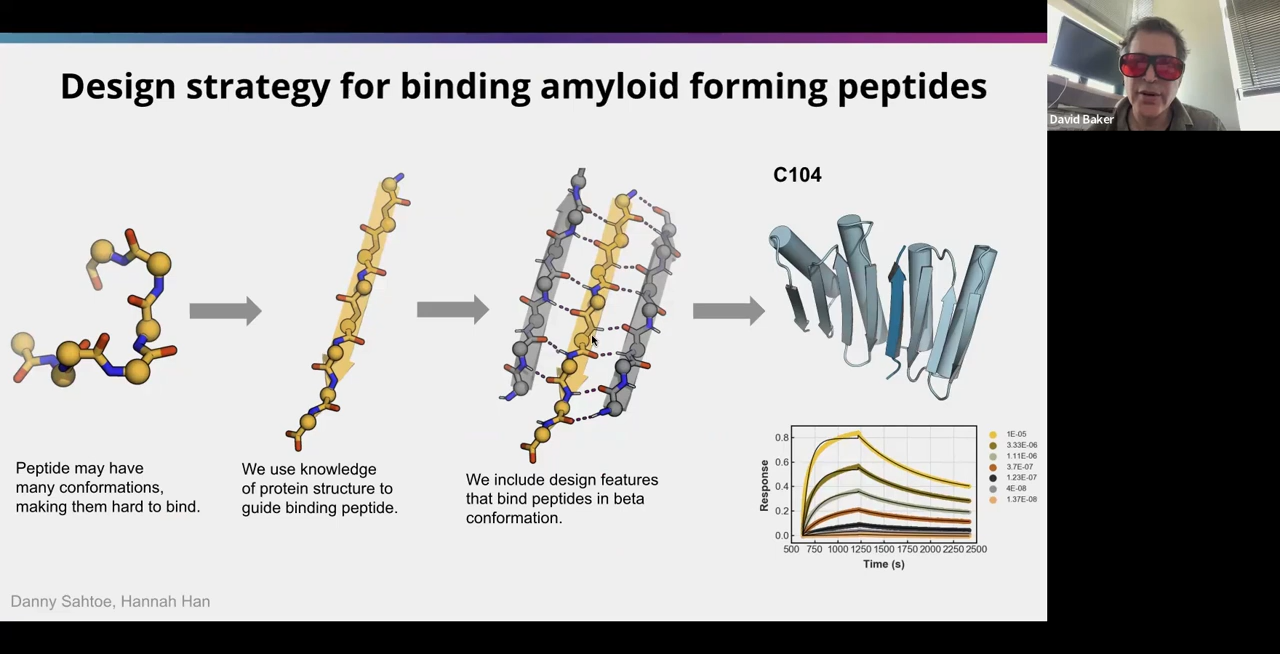 Design strategy for binding amyloid forming peptides
David Baker
C104
Peptide may have
many conformations,
making them hard to bind.
We use knowledge
of protein structure to
guide binding peptide.
We include design features
that bind peptides in beta
conformation.
Response
0.8
0.6
0.4
0.2
0.0
500 750 1000 1250 1500 1750 2000 2250 2500
Time (s)
1E-05
3.33E-06
1.11E-06
3.7E-07
1.23E-07
4E-08
1.37E-08
Danny Sahtoe, Hannah Han